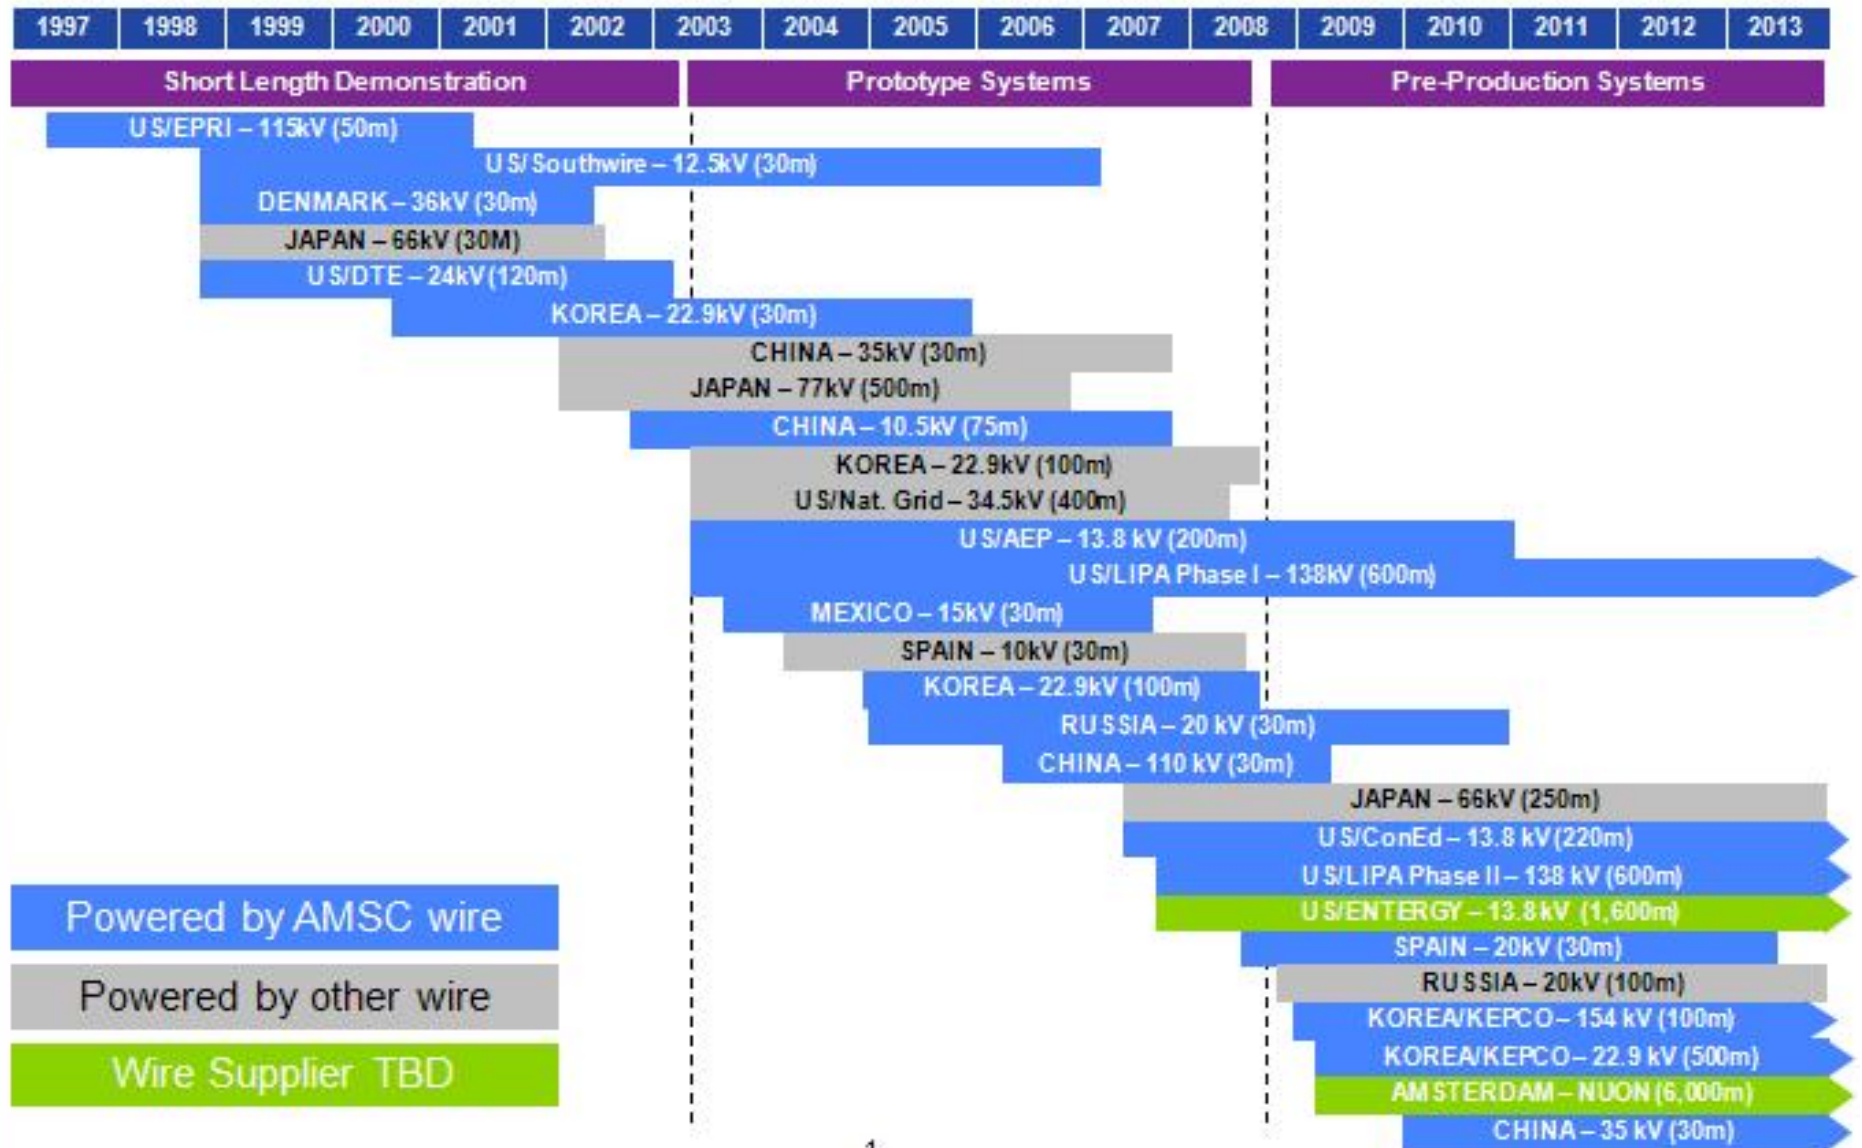 1997 1998 1999 2000 2001 2002 2003 2004 2005 2006 2007 2008 2009 2010 2011 2012 2013
Short Length Demonstration Prototype Systems Pre-Production Systems
US/EPRI – 115kV (50m)
US/Southwire – 12.5kV (30m)
DENMARK – 36kV (30m)
JAPAN – 66kV (30M)
US/DTE – 24kV (120m)
KOREA – 22.9kV (30m)
CHINA – 35kV (30m)
JAPAN – 77kV (500m)
CHINA – 10.5kV (75m)
KOREA – 22.9kV (100m)
US/Nat. Grid – 34.5kV (400m)
US/AEP – 13.8 kV (200m)
US/LIPA Phase I – 138kV (600m)
MEXICO – 15kV (30m)
SPAIN – 10kV (30m)
KOREA – 22.9kV (100m)
RUSSIA – 20 kV (30m)
CHINA – 110 kV (30m)
JAPAN – 66kV (250m)
US/ConEd – 13.8 kV (220m)
US/LIPA Phase II – 138 kV (600m)
US/ENTERGY – 13.8kV (1,600m)
SPAIN – 20kV (30m)
RUSSIA – 20kV (100m)
KOREA/KEPCO – 154 kV (100m)
KOREA/KEPCO – 22.9 kV (500m)
AMSTERDAM – NUON (6,000m)
CHINA – 35 kV (30m)
Powered by AMSC wire
Powered by other wire
Wire Supplier TBD